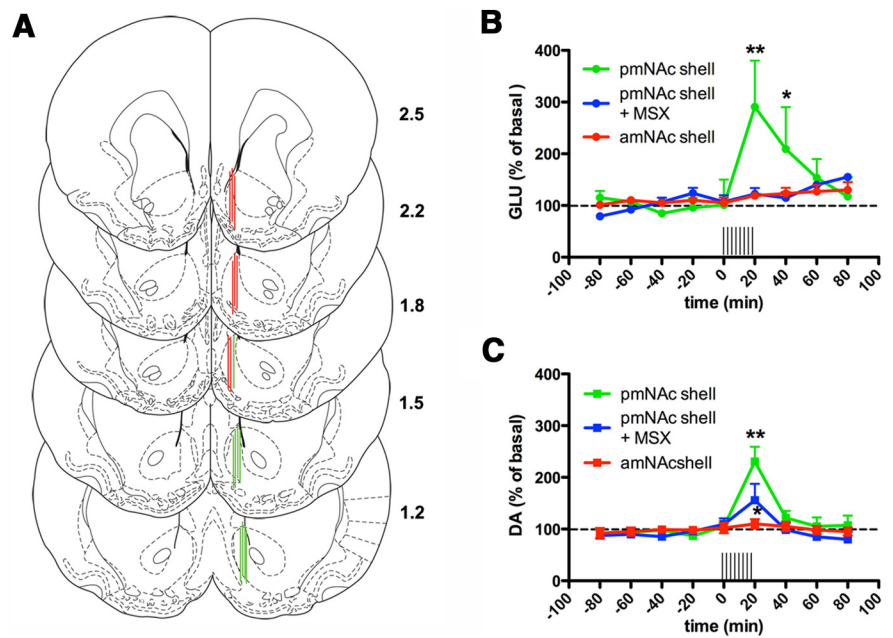 A
2.5
2.2
1.8
1.5
1.2
B
400
300
200
100
0
GLU (% of basal)
pmNAc shell
pmNAc shell
+ MSX
amNAc shell
**
*
-100
-80
-60
-40
-20
0
20
40
60
80
100
time (min)
C
400
300
200
100
0
DA (% of basal)
pmNAc shell
pmNAc shell
+ MSX
amNAcshell
**
*
-100
-80
-60
-40
-20
0
20
40
60
80
100
time (min)